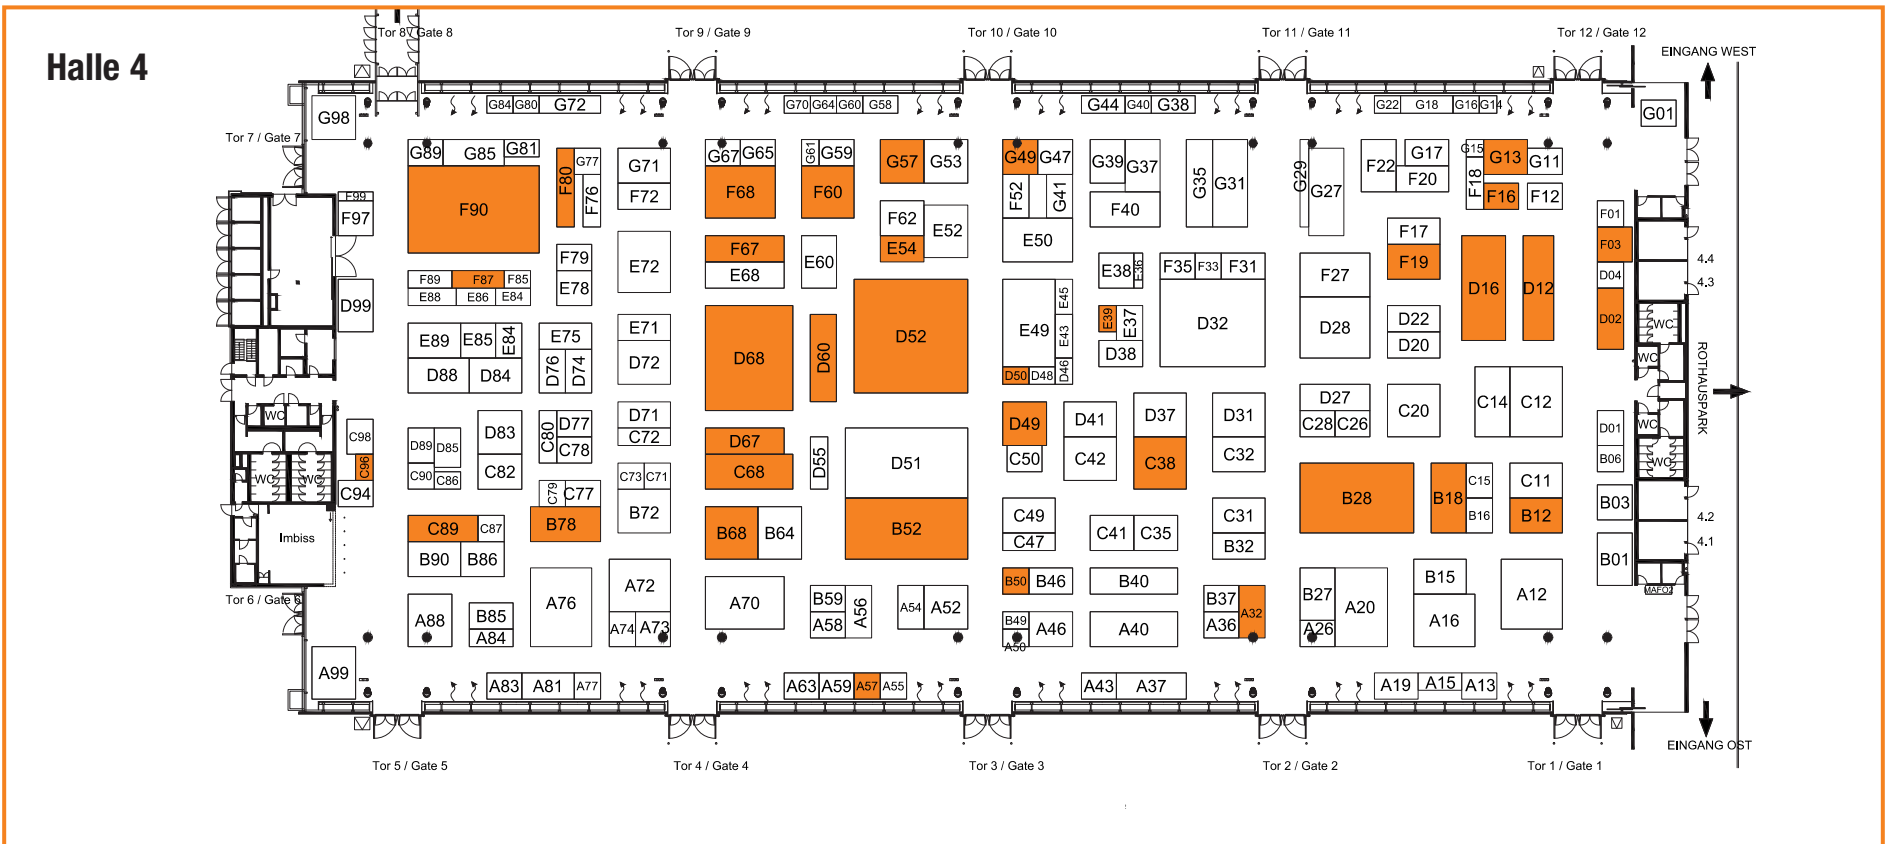 Halle 4
Tor 8 / Gate 8
Tor 9 / Gate 9
Tor 10 / Gate 10
Tor 11 / Gate 11
Tor 12 / Gate 12
EINGANG WEST
G98
G84 G80 G72
G70 G64 G60 G58
G44 G40 G38
G22 G18 G16 G14
G01
Tor 7 / Gate 7
G89 G85 G81
F80 G77 G71
G67 G65 G61 G59 G57 G53
G49 G47 G39 G37 G35 G31
G29 G27 F22 G17 G15 G13 G11
F90 F76 F72 F68 F60
F52 G41 F40 F20 F18 F16 F12
F99
F97
F62 E52 F01
F67 E54 E50 F17 F03
F79 E72 E68 E60 F19
E38 E36 F35 F33 F31 F27 D16 D12 D04 4.4
F89 F87 F85 E78 4.3
E88 E86 E84
D99 D52 E49 E45 D32 D28 D02
E89 E85 E84 E75 E71 D68 D60 E43 E39 E37 D22 WC
D88 D84 D76 D74 D72 D46 D38 D20 WC
D50 D48
ROTHAUSPARK
WC D83 C80 D77 D71 D49 D41 D37 D31 D27 C20 C14 C12 D01 WC
C72 C28 C26
C98 D89 D85 C78 D67 D51
C96 C90 C86 C82 C73 C71 C68 D55 C50 C42 C38 C32 B06 WC
WC WC C94 C79 C77 B28 B18 C15 C11
C89 C87 B78 B72 B68 B64 B52 C49 C41 C35 C31 B16 B12 B03 4.2
Imbiss B90 B86 C47 B32 4.1
B01
A72 B50 B46 B40 B15
MAFO2
Tor 6 / Gate 6
A88 B85 A76 A70 B59 A56 A54 A52 B37 A32 B27 A20 A16 A12
A84 A74 A73 A58 B49 A46 A40 A36 A26
A50
A99 A83 A81 A77 A63 A59 A57 A55 A43 A37 A19 A15 A13
EINGANG OST
Tor 5 / Gate 5
Tor 4 / Gate 4
Tor 3 / Gate 3
Tor 2 / Gate 2
Tor 1 / Gate 1